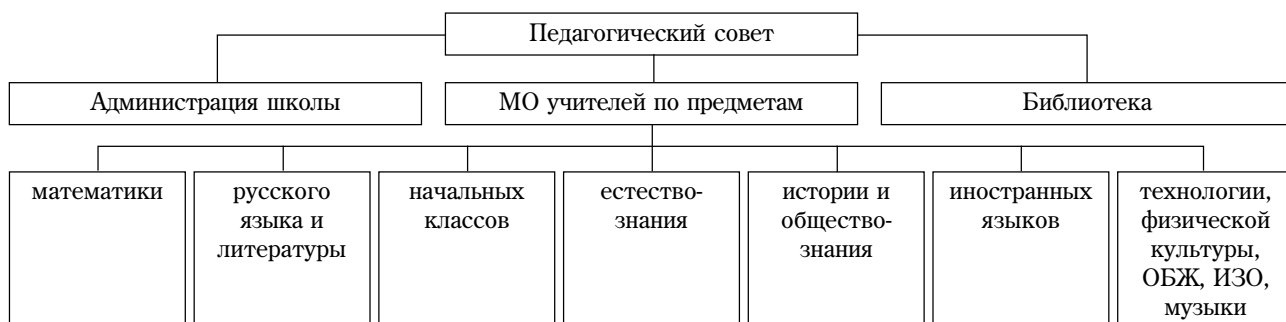 Педагогический совет
Администрация школы
МО учителей по предметам
Библиотека
математики
русского
языка и
литературы
начальных
классов
естество-
знания
истории и
общество-
знания
иностранных
языков
технологии,
физической
культуры,
ОБЖ, ИЗО,
музыки